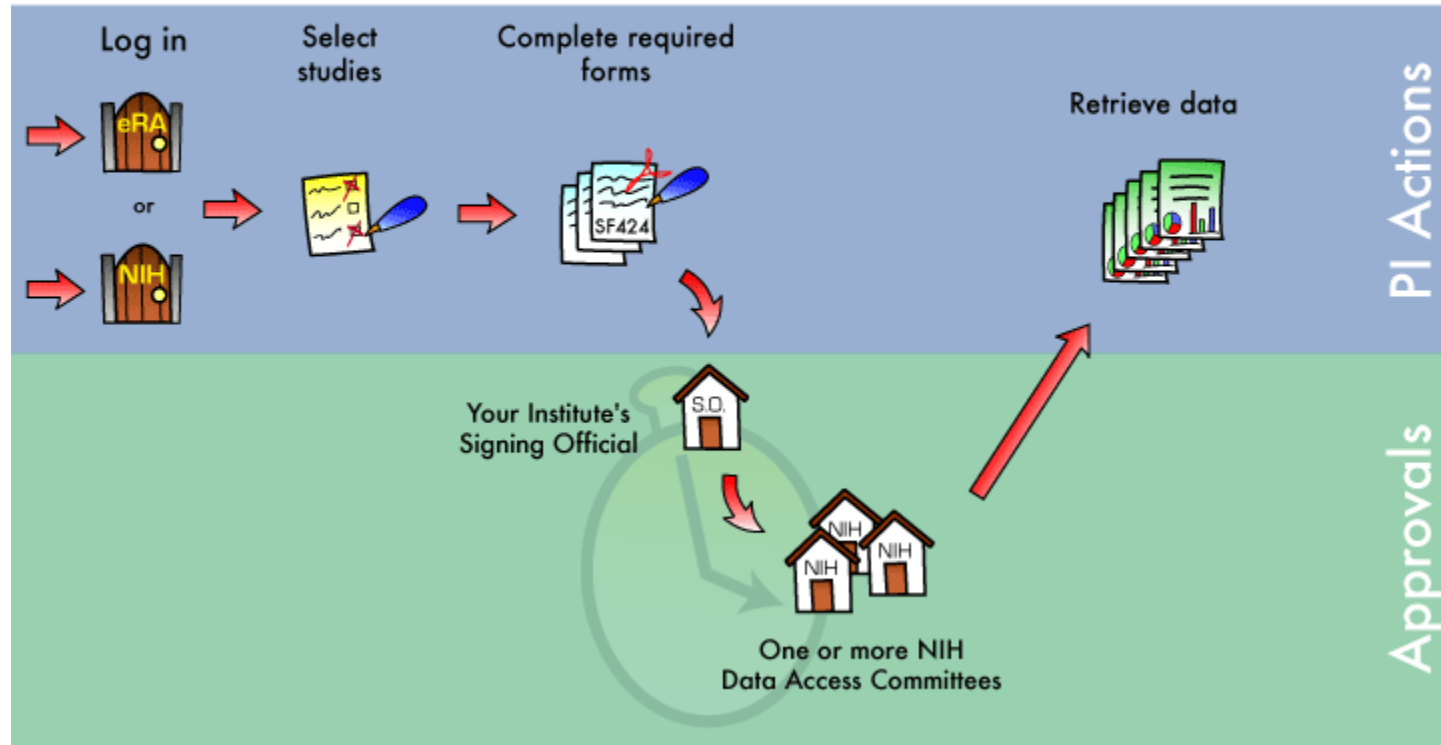 Log in
eRA
or
NIH
Select
studies
Complete required
forms
SF424
Retrieve data
PI Actions
Your Institute's
Signing Official
S.O.
NIH
NIH
NIH
One or more NIH
Data Access Committees
Approvals